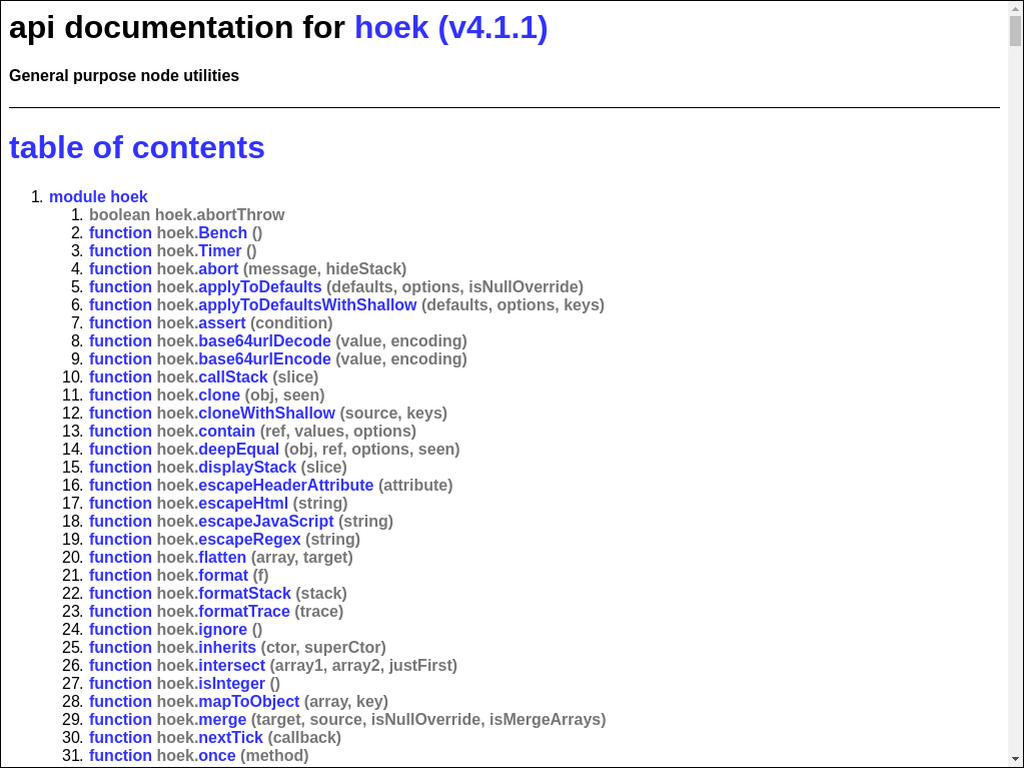 api documentation for hoek (v4.1.1)
General purpose node utilities
table of contents
1. module hoek
1. boolean hoek.abortThrow
2. function hoek.Bench ()
3. function hoek.Timer ()
4. function hoek.abort (message, hideStack)
5. function hoek.applyToDefaults (defaults, options, isNullOverride)
6. function hoek.applyToDefaultsWithShallow (defaults, options, keys)
7. function hoek.assert (condition)
8. function hoek.base64urlDecode (value, encoding)
9. function hoek.base64urlEncode (value, encoding)
10. function hoek.callStack (slice)
11. function hoek.clone (obj, seen)
12. function hoek.cloneWithShallow (source, keys)
13. function hoek.contain (ref, values, options)
14. function hoek.deepEqual (obj, ref, options, seen)
15. function hoek.displayStack (slice)
16. function hoek.escapeHeaderAttribute (attribute)
17. function hoek.escapeHtml (string)
18. function hoek.escapeJavaScript (string)
19. function hoek.escapeRegex (string)
20. function hoek.flatten (array, target)
21. function hoek.format (f)
22. function hoek.formatStack (stack)
23. function hoek.formatTrace (trace)
24. function hoek.ignore ()
25. function hoek.inherits (ctor, superCtor)
26. function hoek.intersect (array1, array2, justFirst)
27. function hoek.isInteger ()
28. function hoek.mapToObject (array, key)
29. function hoek.merge (target, source, isNullOverride, isMergeArrays)
30. function hoek.nextTick (callback)
31. function hoek.once (method)